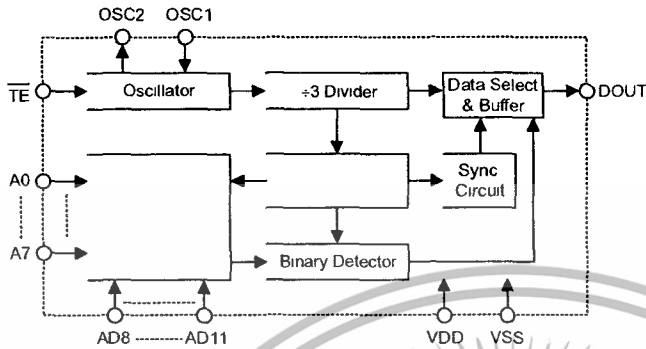 OSC2 OSC1
TE Oscillator ÷3 Divider Data Select & Buffer DOUT
A0 Sync Circuit
A7 Binary Detector
AD8 AD11 VDD VSS